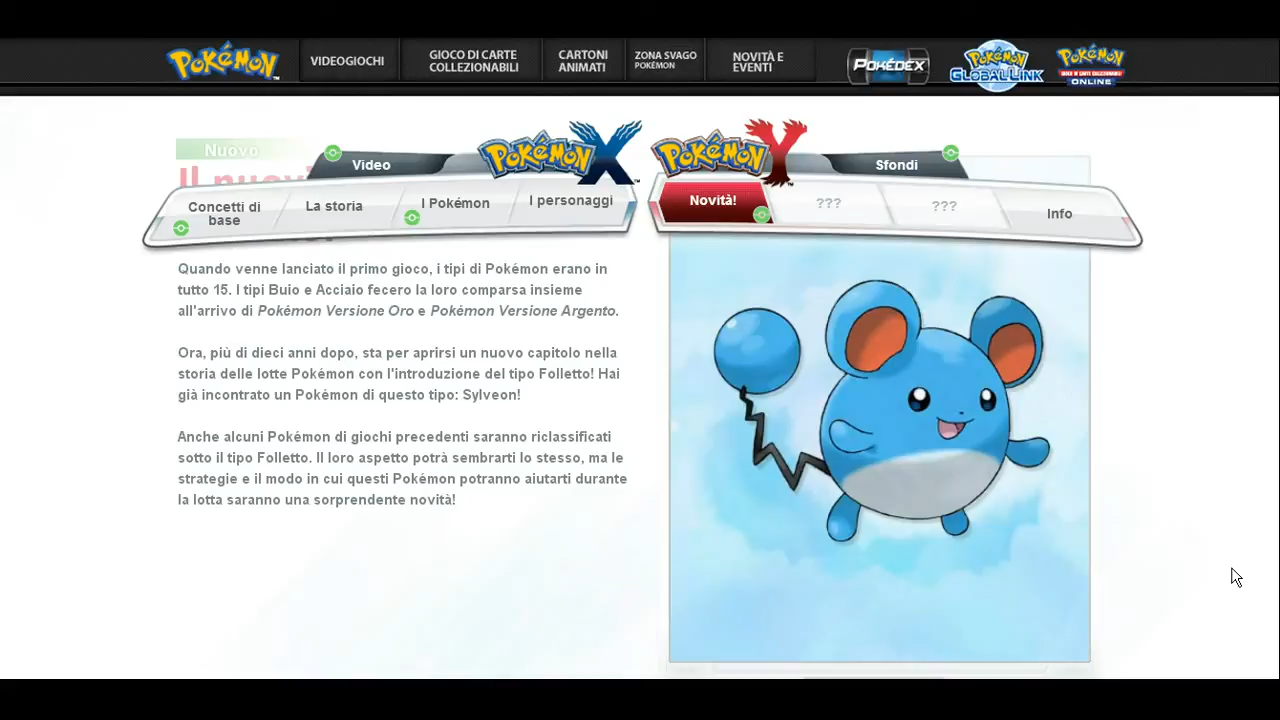 POKéMON
VIDEOGIOCHI
GIOCO DI CARTE
COLLEZIONABILI
CARTONI
ANIMATI
ZONA SVAGO
POKÉMON
NOVITÀ E
EVENTI
POKéDEX
POKéMON
GLOBAL LINK
POKéMON
GIOCO DI CARTE COLLEZIONABILI
ONLINE
Nuovo
Il nuovo
Video
POKéMON X
POKéMON Y
Sfondi
Concetti di
base
La storia
I Pokémon
I personaggi
Novità!
???
???
Info
Quando venne lanciato il primo gioco, i tipi di Pokémon erano in
tutto 15. I tipi Buio e Acciaio fecero la loro comparsa insieme
all'arrivo di Pokémon Versione Oro e Pokémon Versione Argento.
Ora, più di dieci anni dopo, sta per aprirsi un nuovo capitolo nella
storia delle lotte Pokémon con l'introduzione del tipo Folletto! Hai
già incontrato un Pokémon di questo tipo: Sylveon!
Anche alcuni Pokémon di giochi precedenti saranno riclassificati
sotto il tipo Folletto. Il loro aspetto potrà sembrarti lo stesso, ma le
strategie e il modo in cui questi Pokémon potranno aiutarti durante
la lotta saranno una sorprendente novità!